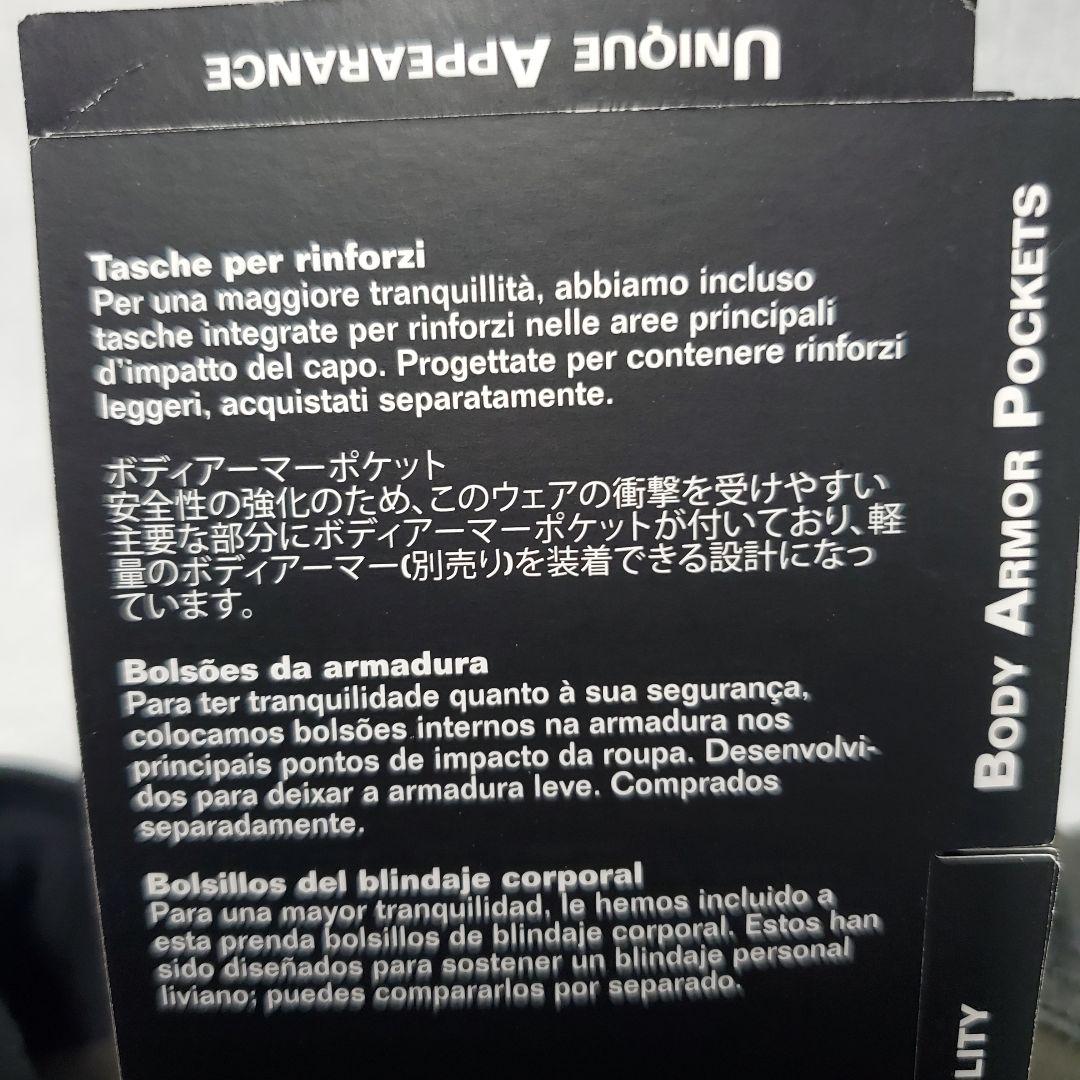 UNIQUE APPEARANCE
Tasche per rinforzi
Per una maggiore tranquillità, abbiamo incluso
tasche integrate per rinforzi nelle aree principali
d'impatto del capo. Progettate per contenere rinforzi
leggeri, acquistati separatamente.
ボディアーマーポケット
安全性の強化のため、このウェアの衝撃を受けやすい
主要な部分にボディアーマーポケットが付いており、軽
量のボディアーマー(別売り)を装着できる設計になっ
ています。
Bolsões da armadura
Para ter tranquilidade quanto à sua segurança,
colocamos bolsões internos na armadura nos
principais pontos de impacto da roupa. Desenvolvi-
dos para deixar a armadura leve. Comprados
separadamente.
Bolsillos del blindaje corporal
Para una mayor tranquilidad, le hemos incluido a
esta prenda bolsillos de blindaje corporal. Estos han
sido diseñados para sostener un blindaje personal
liviano; puedes compararlos por separado.
BODY ARMOR POCKETS
LITY